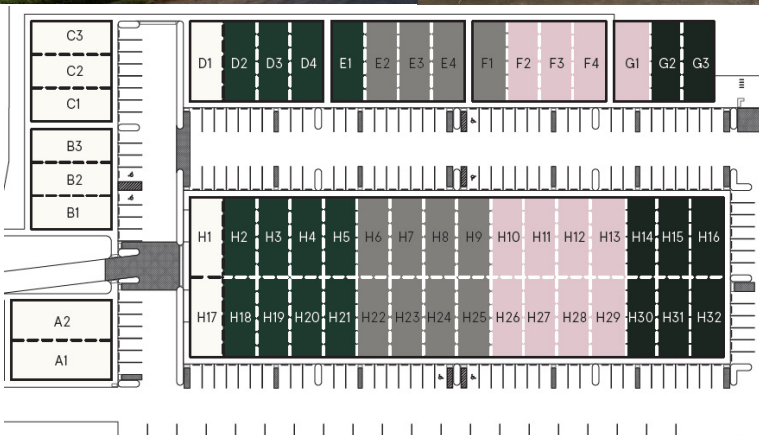 C3
C2
C1
B3
B2
B1
A2
A1
D1 D2 D3 D4 E1 E2 E3 E4 F1 F2 F3 F4 G1 G2 G3
H1 H2 H3 H4 H5 H6 H7 H8 H9 H10 H11 H12 H13 H14 H15 H16
H17 H18 H19 H20 H21 H22 H23 H24 H25 H26 H27 H28 H29 H30 H31 H32